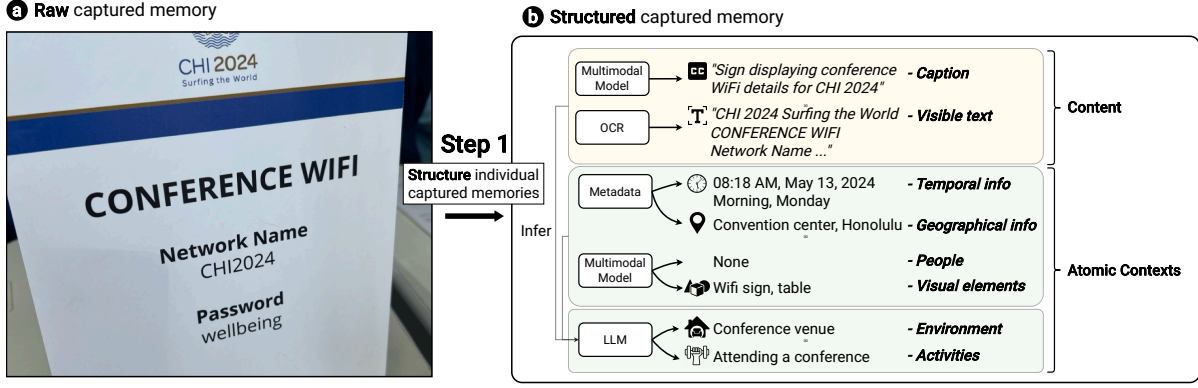 a Raw captured memory
CHI 2024
Surfing the World
CONFERENCE WIFI
Network Name
CHI2024
Password
wellbeing
Step 1
Structure individual
captured memories
b Structured captured memory
Infer
Multimodal
Model
CC "Sign displaying conference
WiFi details for CHI 2024"
- Caption
OCR
T "CHI 2024 Surfing the World
CONFERENCE WIFI
Network Name ..."
- Visible text
Content
Metadata
08:18 AM, May 13, 2024
Morning, Monday
- Temporal info
Convention center, Honolulu
- Geographical info
Multimodal
Model
None
- People
Wifi sign, table
- Visual elements
Atomic Contexts
LLM
Conference venue
- Environment
Attending a conference
- Activities